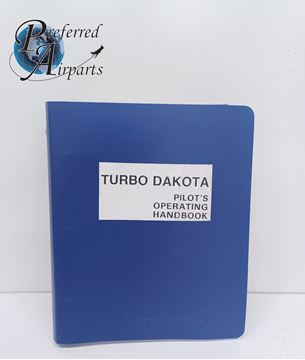 Preferred
Airparts
TURBO DAKOTA
PILOT'S
OPERATING
HANDBOOK